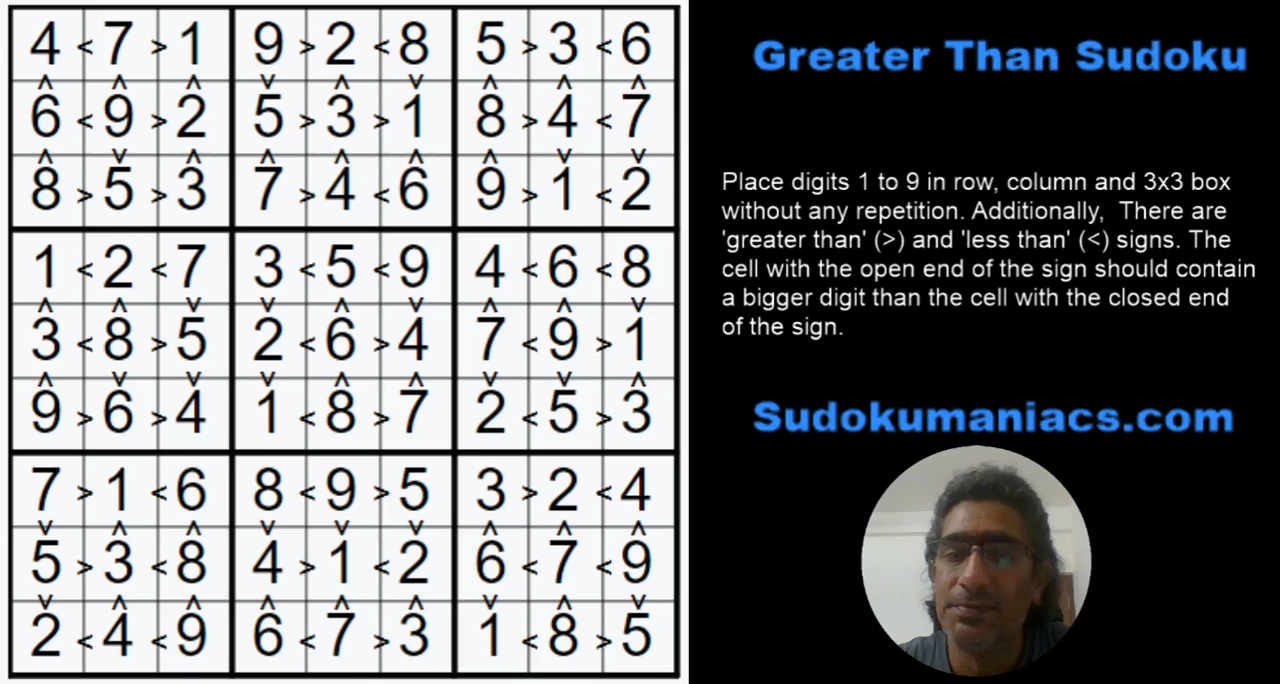 4 < 7 > 1 9 > 2 < 8 5 > 3 < 6
^ ^ ^ v ^ v ^ ^ ^
6 < 9 > 2 5 > 3 > 1 8 > 4 < 7
^ v ^ ^ ^ ^ ^ v v
8 > 5 > 3 7 > 4 < 6 9 > 1 < 2
1 < 2 < 7 3 < 5 < 9 4 < 6 < 8
^ ^ v v ^ v ^ ^ v
3 < 8 > 5 2 < 6 > 4 7 < 9 > 1
^ v v v ^ ^ v v ^
9 > 6 > 4 1 < 8 > 7 2 < 5 > 3
7 > 1 < 6 8 < 9 > 5 3 > 2 < 4
v ^ ^ v v v ^ ^ ^
5 > 3 < 8 4 > 1 < 2 6 < 7 < 9
v ^ ^ ^ ^ ^ v ^ v
2 < 4 < 9 6 < 7 > 3 1 < 8 > 5
Greater Than Sudoku
Place digits 1 to 9 in row, column and 3x3 box
without any repetition. Additionally, There are
'greater than' (>) and 'less than' (<) signs. The
cell with the open end of the sign should contain
a bigger digit than the cell with the closed end
of the sign.
Sudokumaniacs.com